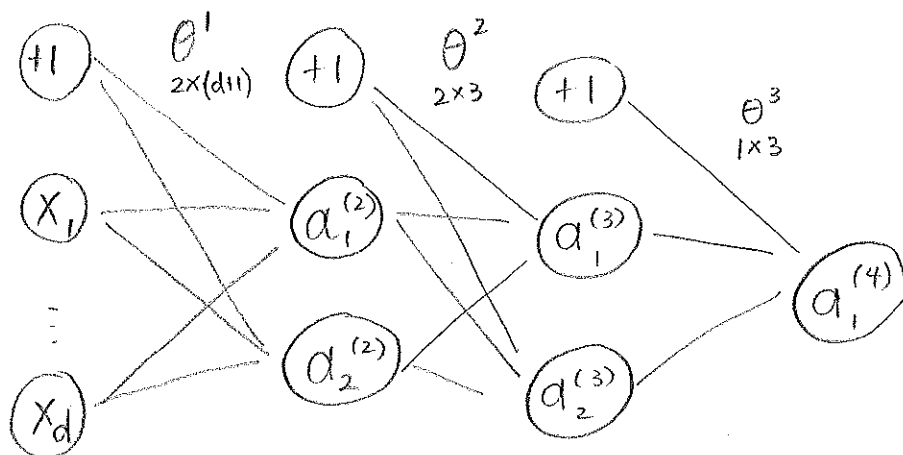 +1 θ¹ +1 θ² +1 θ³
2×(d+1) 2×3 1×3
x₁ a₁⁽²⁾ a₁⁽³⁾ a₁⁽⁴⁾
⋮
x_d a₂⁽²⁾ a₂⁽³⁾